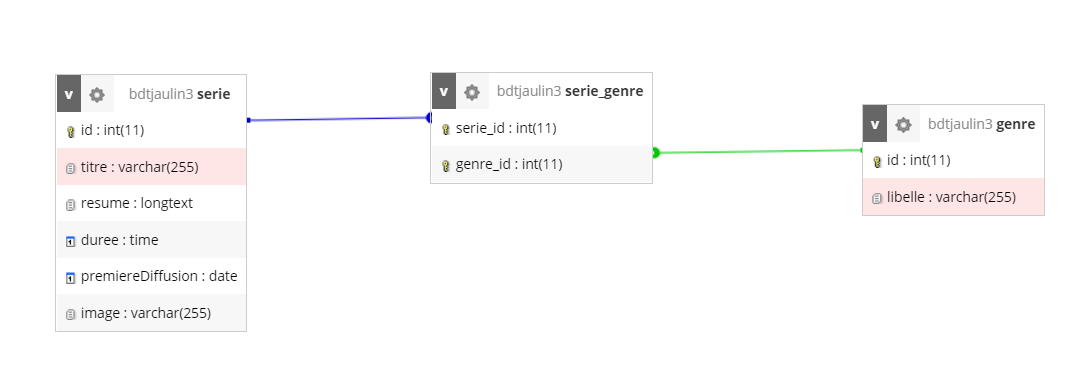 v bdtjaulin3 serie
id : int(11)
titre : varchar(255)
resume : longtext
duree : time
premiereDiffusion : date
image : varchar(255)
v bdtjaulin3 serie_genre
serie_id : int(11)
genre_id : int(11)
v bdtjaulin3 genre
id : int(11)
libelle : varchar(255)